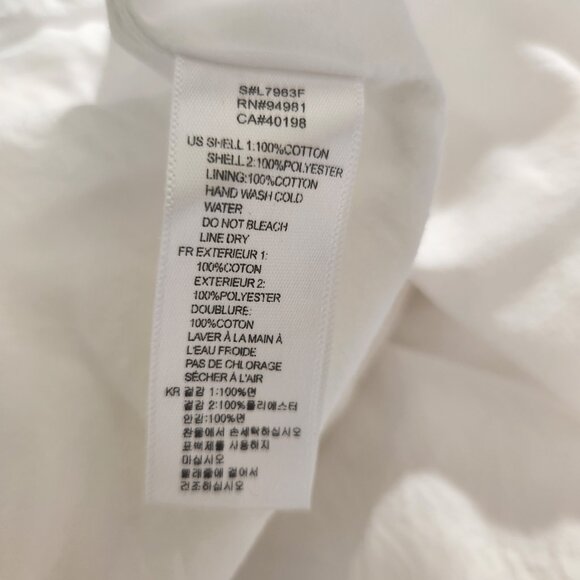 S#L7983F
RN#94981
CA#40198
US SHELL 1:100%COTTON
SHELL 2:100%POLYESTER
LINING:100%COTTON
HAND WASH COLD
WATER
DO NOT BLEACH
LINE DRY
FR EXTERIEUR 1:
100%COTON
EXTERIEUR 2:
100%POLYESTER
DOUBLURE:
100%COTON
LAVER À LA MAIN À
L'EAU FROIDE
PAS DE CHLORAGE
SÉCHER À L'AIR
KR 겉감 1:100%면
겉감 2:100%폴리에스터
안감:100%면
찬물에서 손세탁하십시오
표백제를 사용하지
마십시오
빨래줄에 걸어서
건조하십시오